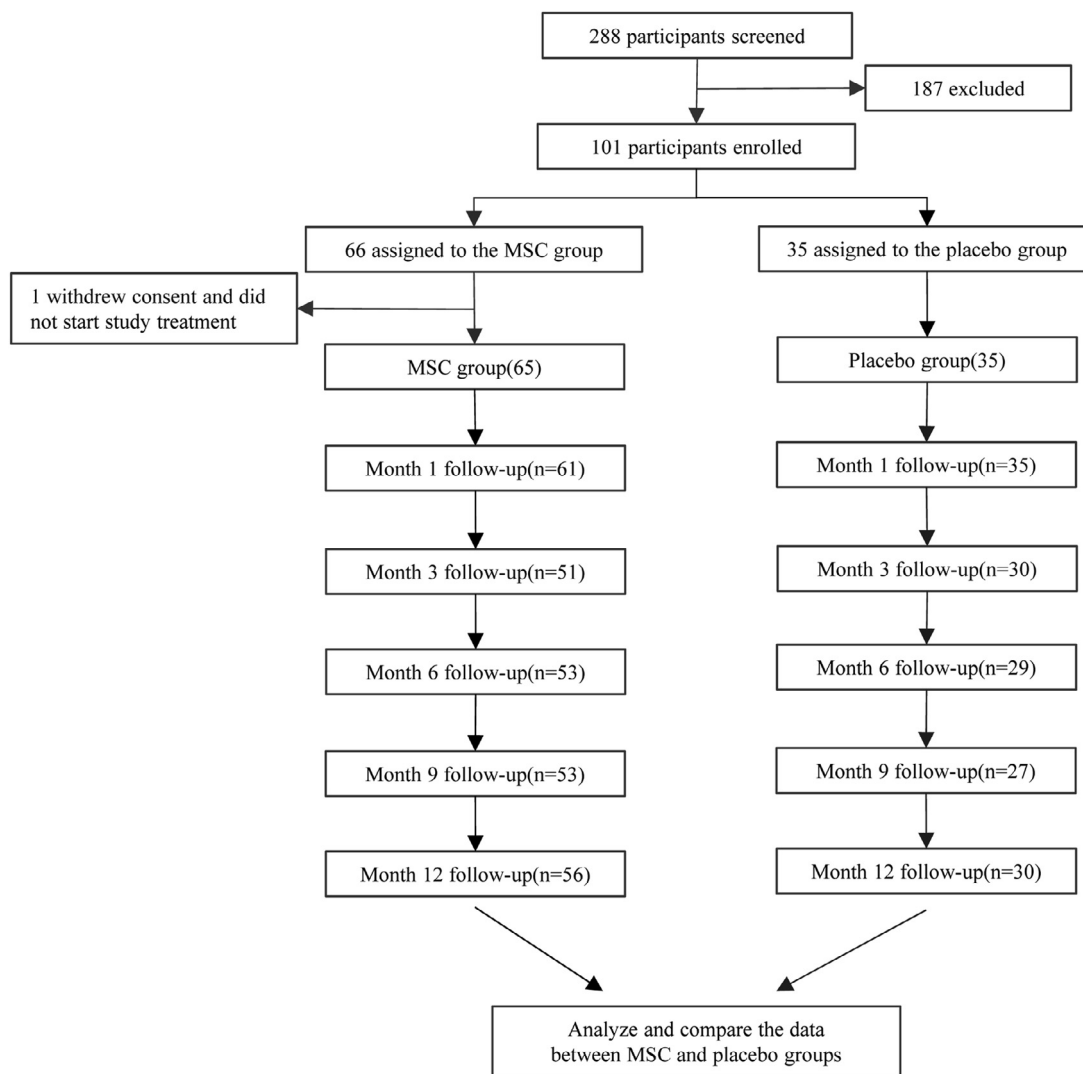 288 participants screened
187 excluded
101 participants enrolled
66 assigned to the MSC group
35 assigned to the placebo group
1 withdrew consent and did
not start study treatment
MSC group(65)
Placebo group(35)
Month 1 follow-up(n=61)
Month 1 follow-up(n=35)
Month 3 follow-up(n=51)
Month 3 follow-up(n=30)
Month 6 follow-up(n=53)
Month 6 follow-up(n=29)
Month 9 follow-up(n=53)
Month 9 follow-up(n=27)
Month 12 follow-up(n=56)
Month 12 follow-up(n=30)
Analyze and compare the data
between MSC and placebo groups